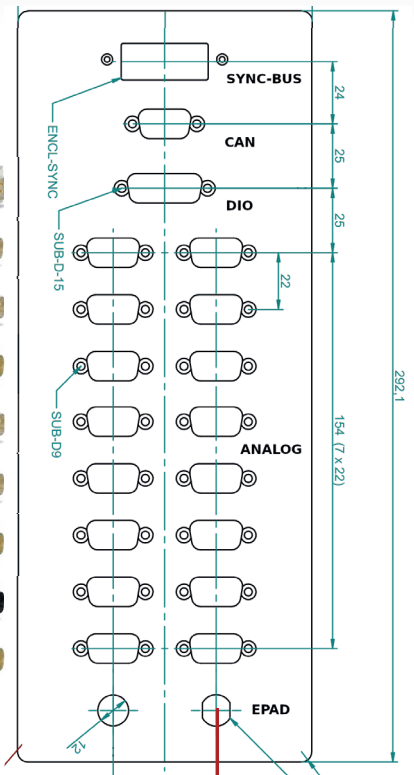 SYNC-BUS
24
CAN
ENCL-SYNC
25
DIO
SUB-D-15
25
22
292,1
SUB-D9
154 (7 x 22)
ANALOG
EPAD
12